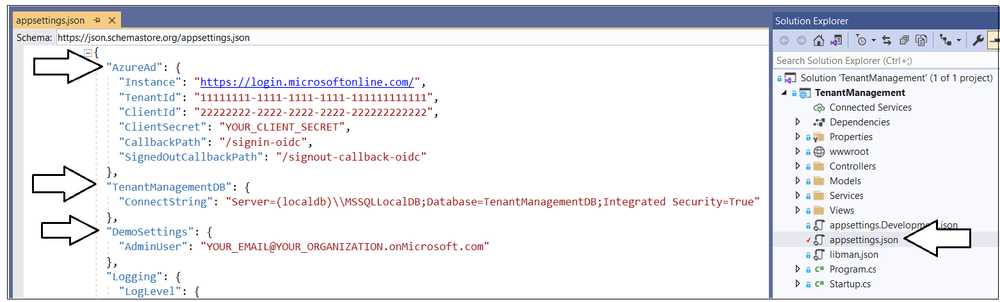 appsettings.json
Schema: https://json.schemastore.org/appsettings.json
{
"AzureAd": {
"Instance": "https://login.microsoftonline.com/",
"TenantId": "11111111-1111-1111-1111-111111111111",
"ClientId": "22222222-2222-2222-2222-222222222222",
"ClientSecret": "YOUR_CLIENT_SECRET",
"CallbackPath": "/signin-oidc",
"SignedOutCallbackPath": "/signout-callback-oidc"
},
"TenantManagementDB": {
"ConnectString": "Server=(localdb)\\MSSQLLocalDB;Database=TenantManagementDB;Integrated Security=True"
},
"DemoSettings": {
"AdminUser": "YOUR_EMAIL@YOUR_ORGANIZATION.onMicrosoft.com"
},
"Logging": {
"LogLevel": {
Solution Explorer
Search Solution Explorer (Ctrl+;)
Solution 'TenantManagement' (1 of 1 project)
TenantManagement
Connected Services
Dependencies
Properties
wwwroot
Controllers
Models
Services
Views
appsettings.Development.json
appsettings.json
libman.json
C# Program.cs
C# Startup.cs